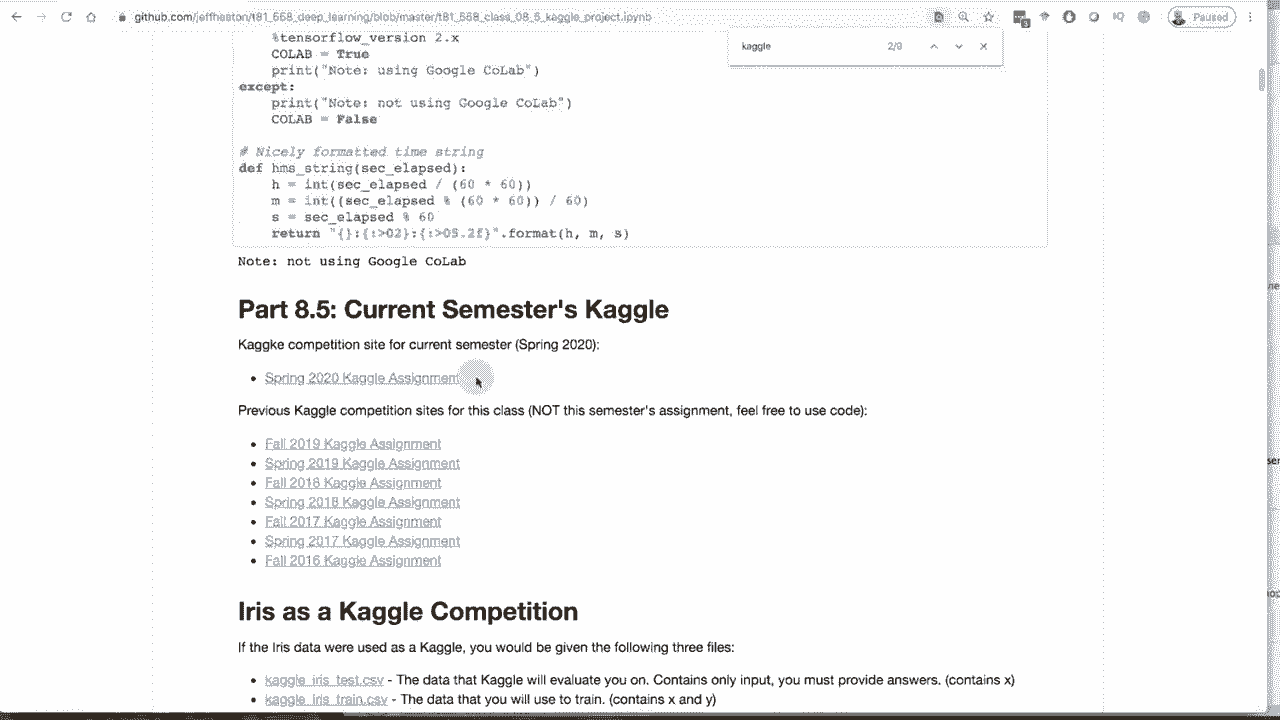 github.com/jeffheaton/t81_558_deep_learning/blob/master/t81_558_class_08_5_kaggle_project.ipynb
Paused
kaggle 2/9
%tensorflow_version 2.x
COLAB = True
print("Note: using Google CoLab")
except:
print("Note: not using Google CoLab")
COLAB = False
# Nicely formatted time string
def hms_string(sec_elapsed):
h = int(sec_elapsed / (60 * 60))
m = int((sec_elapsed % (60 * 60)) / 60)
s = sec_elapsed % 60
return "{}:{:>02}:{:>05.2f}".format(h, m, s)
Note: not using Google CoLab
Part 8.5: Current Semester's Kaggle
Kaggke competition site for current semester (Spring 2020):
• Spring 2020 Kaggle Assignment
Previous Kaggle competition sites for this class (NOT this semester's assignment, feel free to use code):
• Fall 2019 Kaggle Assignment
• Spring 2019 Kaggle Assignment
• Fall 2018 Kaggle Assignment
• Spring 2018 Kaggle Assignment
• Fall 2017 Kaggle Assignment
• Spring 2017 Kaggle Assignment
• Fall 2016 Kaggle Assignment
Iris as a Kaggle Competition
If the Iris data were used as a Kaggle, you would be given the following three files:
• kaggle_iris_test.csv - The data that Kaggle will evaluate you on. Contains only input, you must provide answers. (contains x)
• kaggle_iris_train.csv - The data that you will use to train. (contains x and y)